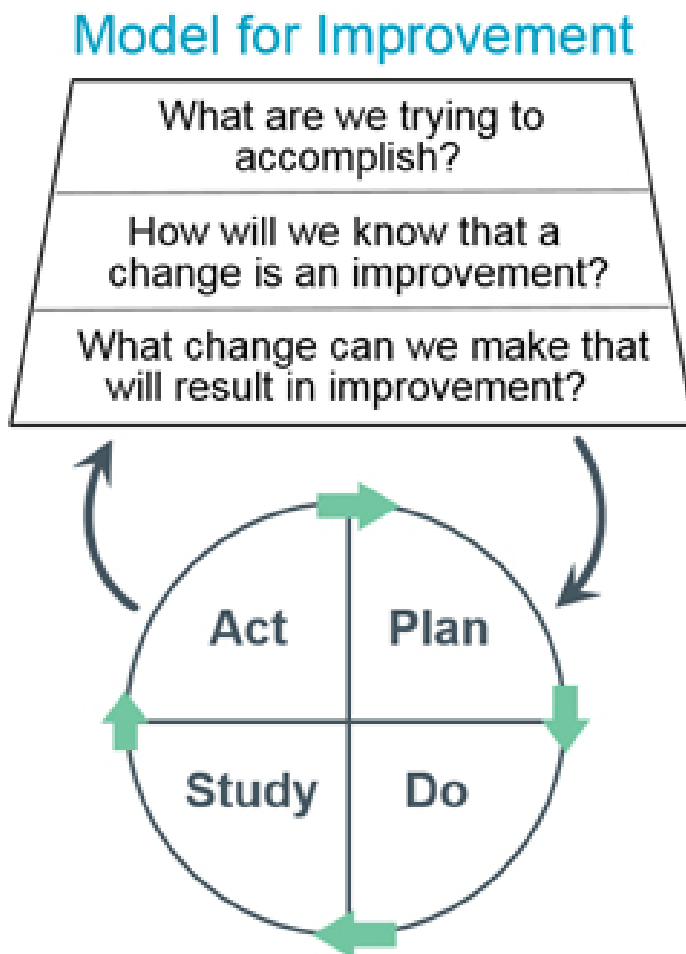 Model for Improvement
What are we trying to
accomplish?
How will we know that a
change is an improvement?
What change can we make that
will result in improvement?
Act
Plan
Study
Do